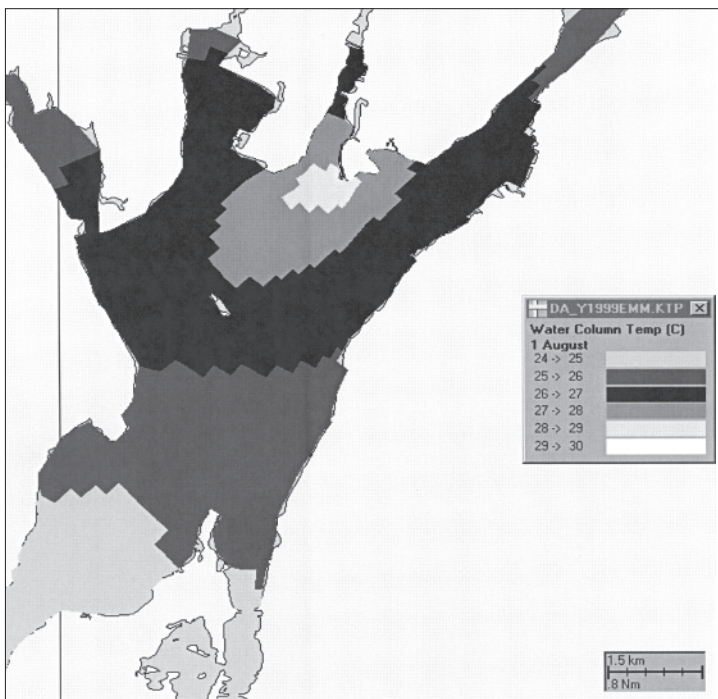 DA_Y1999EMM.KTP
Water Column Temp (C)
1 August
24 -> 25
25 -> 26
26 -> 27
27 -> 28
28 -> 29
29 -> 30
1.5 km
.8 Nm